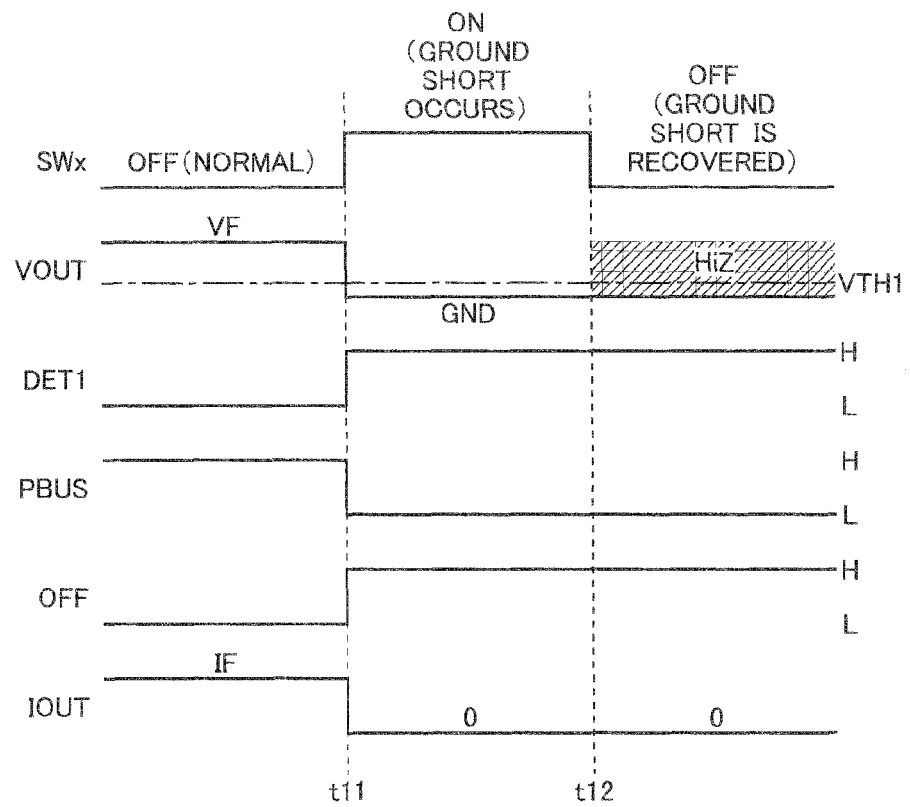 ON
(GROUND
SHORT
OCCURS)
OFF
(GROUND
SHORT IS
RECOVERED)
SWx
OFF(NORMAL)
VF
VOUT
HiZ
VTH1
GND
DET1
H
L
PBUS
H
L
OFF
H
L
IF
IOUT
0
0
t11
t12